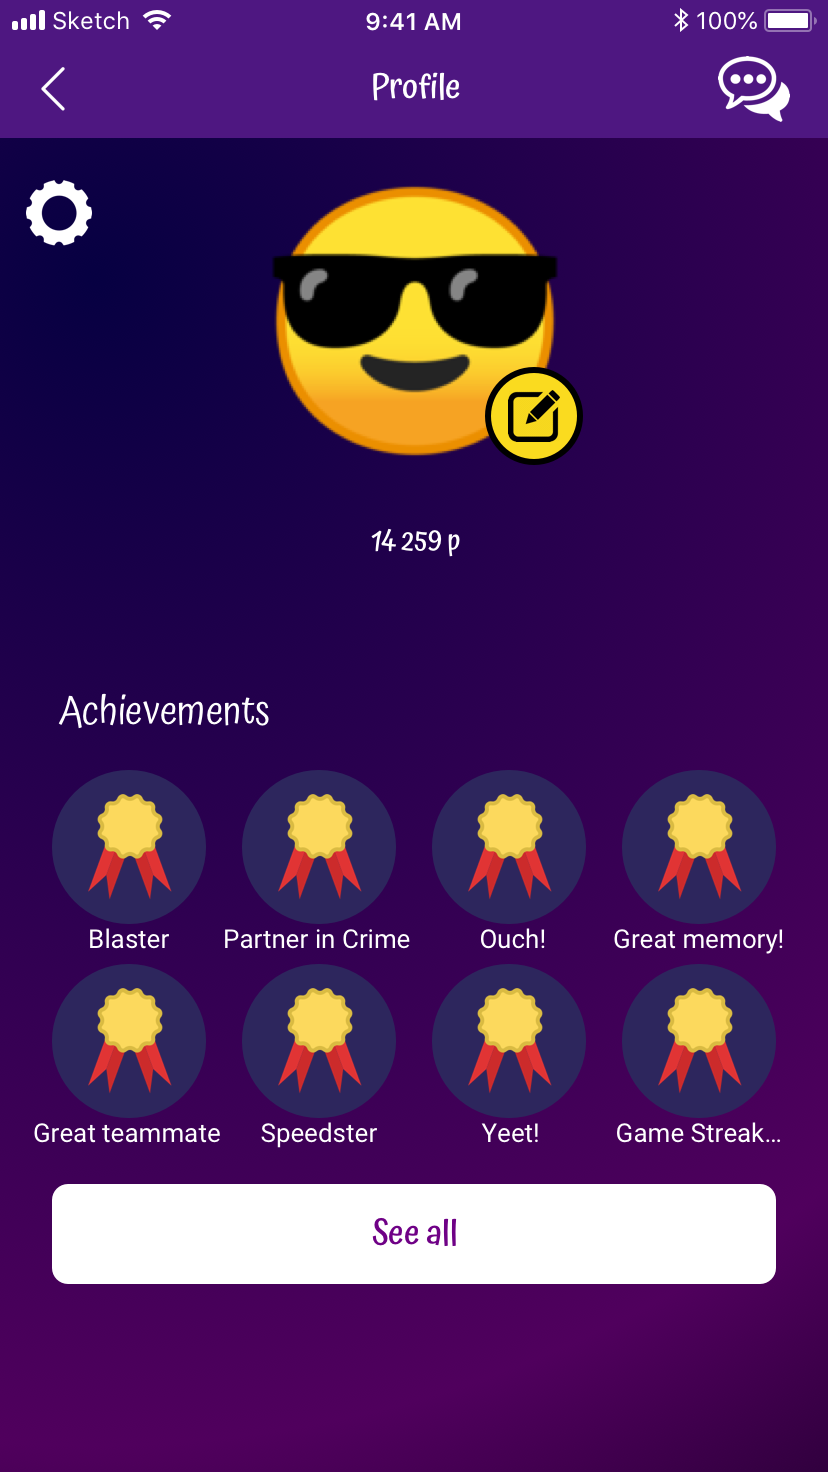 Sketch 9:41 AM 100%
Profile
14 259 p
Achievements
Blaster Partner in Crime Ouch! Great memory!
Great teammate Speedster Yeet! Game Streak...
See all